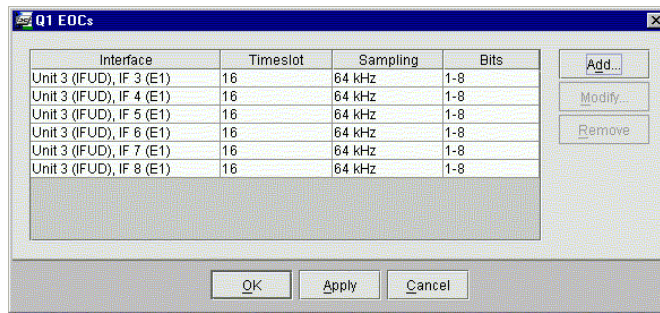 Q1 EOCs
Interface Timeslot Sampling Bits
Unit 3 (IFUD), IF 3 (E1) 16 64 kHz 1-8
Unit 3 (IFUD), IF 4 (E1) 16 64 kHz 1-8
Unit 3 (IFUD), IF 5 (E1) 16 64 kHz 1-8
Unit 3 (IFUD), IF 6 (E1) 16 64 kHz 1-8
Unit 3 (IFUD), IF 7 (E1) 16 64 kHz 1-8
Unit 3 (IFUD), IF 8 (E1) 16 64 kHz 1-8
Add...
Modify...
Remove
OK Apply Cancel